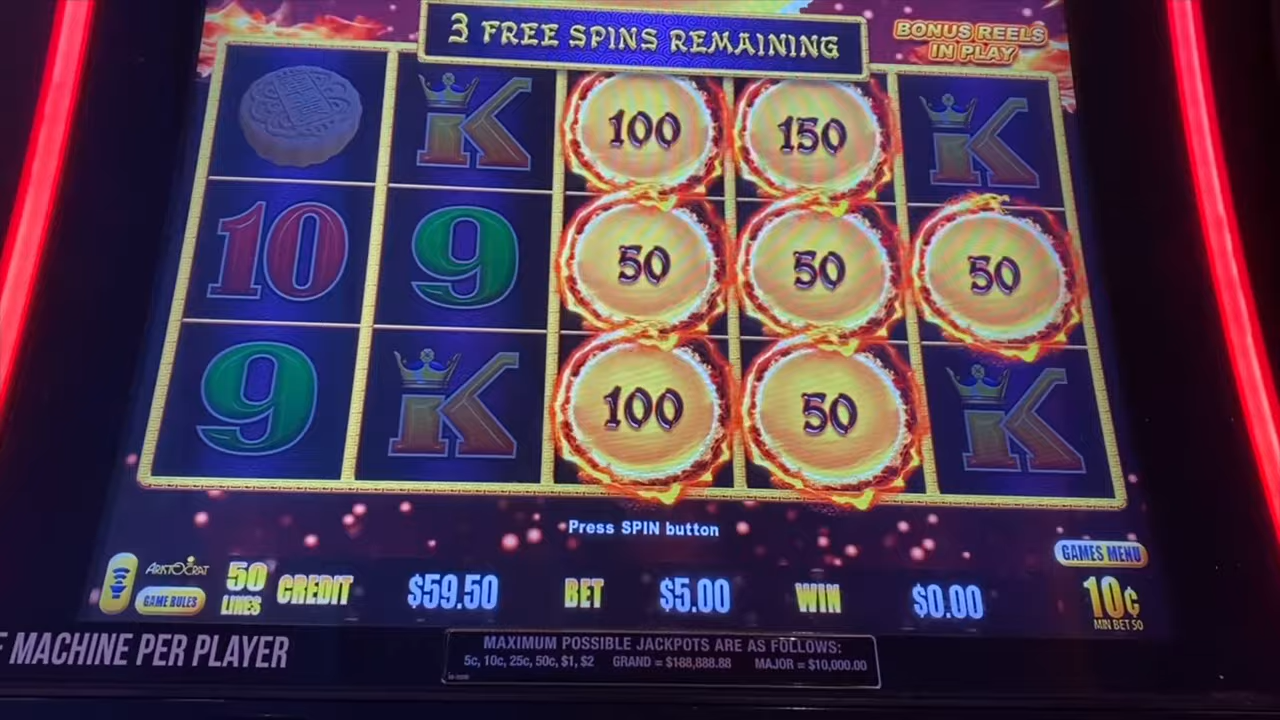 3 FREE SPINS REMAINING
BONUS REELS
IN PLAY
K 100 150 K
10 9 50 50 50
9 K 100 50 K
Press SPIN button
ARISTOCRAT
GAME RULES
50
LINES
CREDIT $59.50 BET $5.00 WIN $0.00
GAMES MENU
10¢
MIN BET 50
MACHINE PER PLAYER
MAXIMUM POSSIBLE JACKPOTS ARE AS FOLLOWS:
5c, 10c, 25c, 50c, $1, $2 GRAND = $188,888.88 MAJOR = $10,000.00